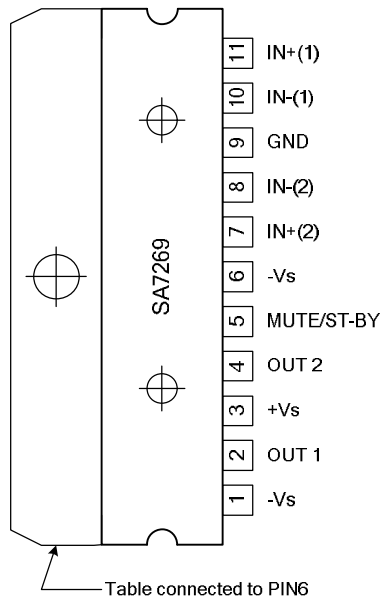 11 IN+(1)
10 IN-(1)
9 GND
8 IN-(2)
7 IN+(2)
6 -Vs
5 MUTE/ST-BY
4 OUT 2
3 +Vs
2 OUT 1
1 -Vs
SA7269
Table connected to PIN6